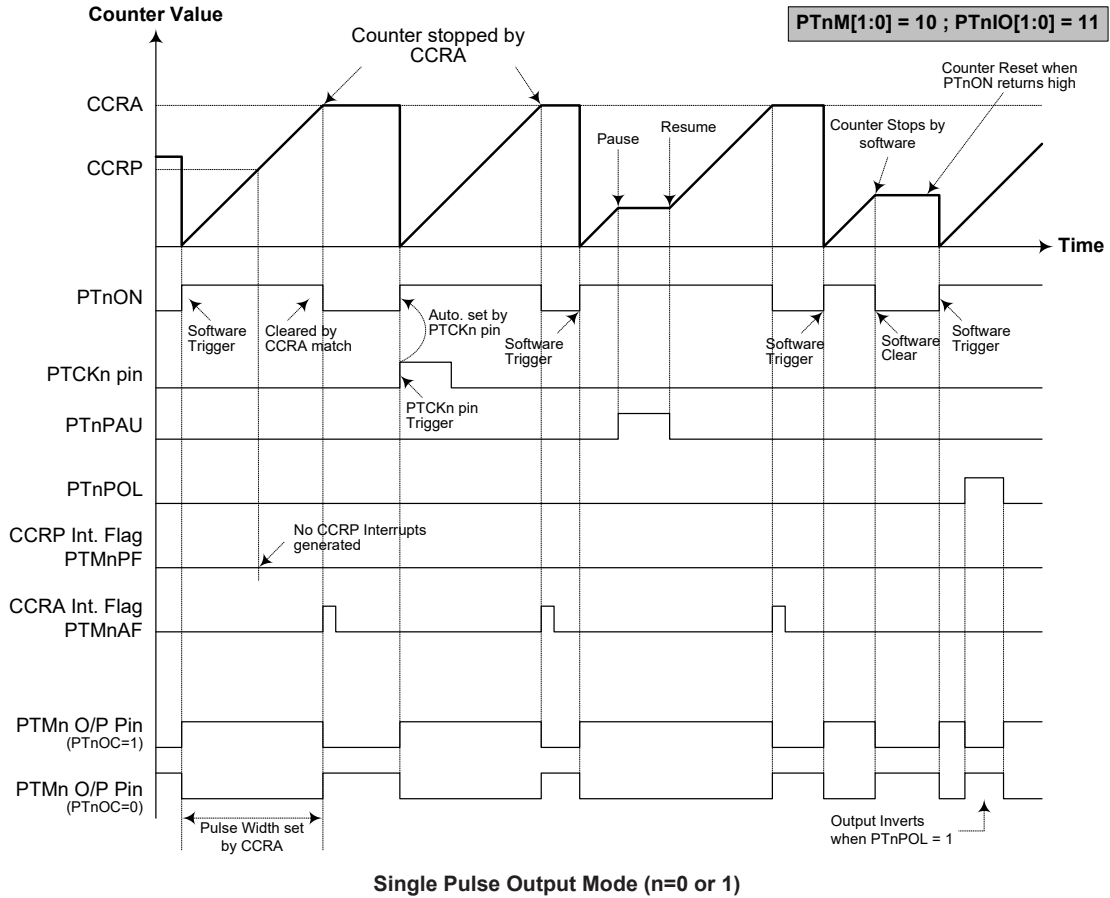 Counter Value
PTnM[1:0] = 10 ; PTnIO[1:0] = 11
Counter stopped by
CCRA
Counter Reset when
PTnON returns high
CCRA
Pause
Resume
Counter Stops by
software
CCRP
Time
PTnON
Software
Trigger
Cleared by
CCRA match
Auto. set by
PTCKn pin
Software
Trigger
Software
Trigger
Software
Clear
Software
Trigger
PTCKn pin
PTCKn pin
Trigger
PTnPAU
PTnPOL
CCRP Int. Flag
PTMnPF
No CCRP Interrupts
generated
CCRA Int. Flag
PTMnAF
PTMn O/P Pin
(PTnOC=1)
PTMn O/P Pin
(PTnOC=0)
Pulse Width set
by CCRA
Output Inverts
when PTnPOL = 1
Single Pulse Output Mode (n=0 or 1)